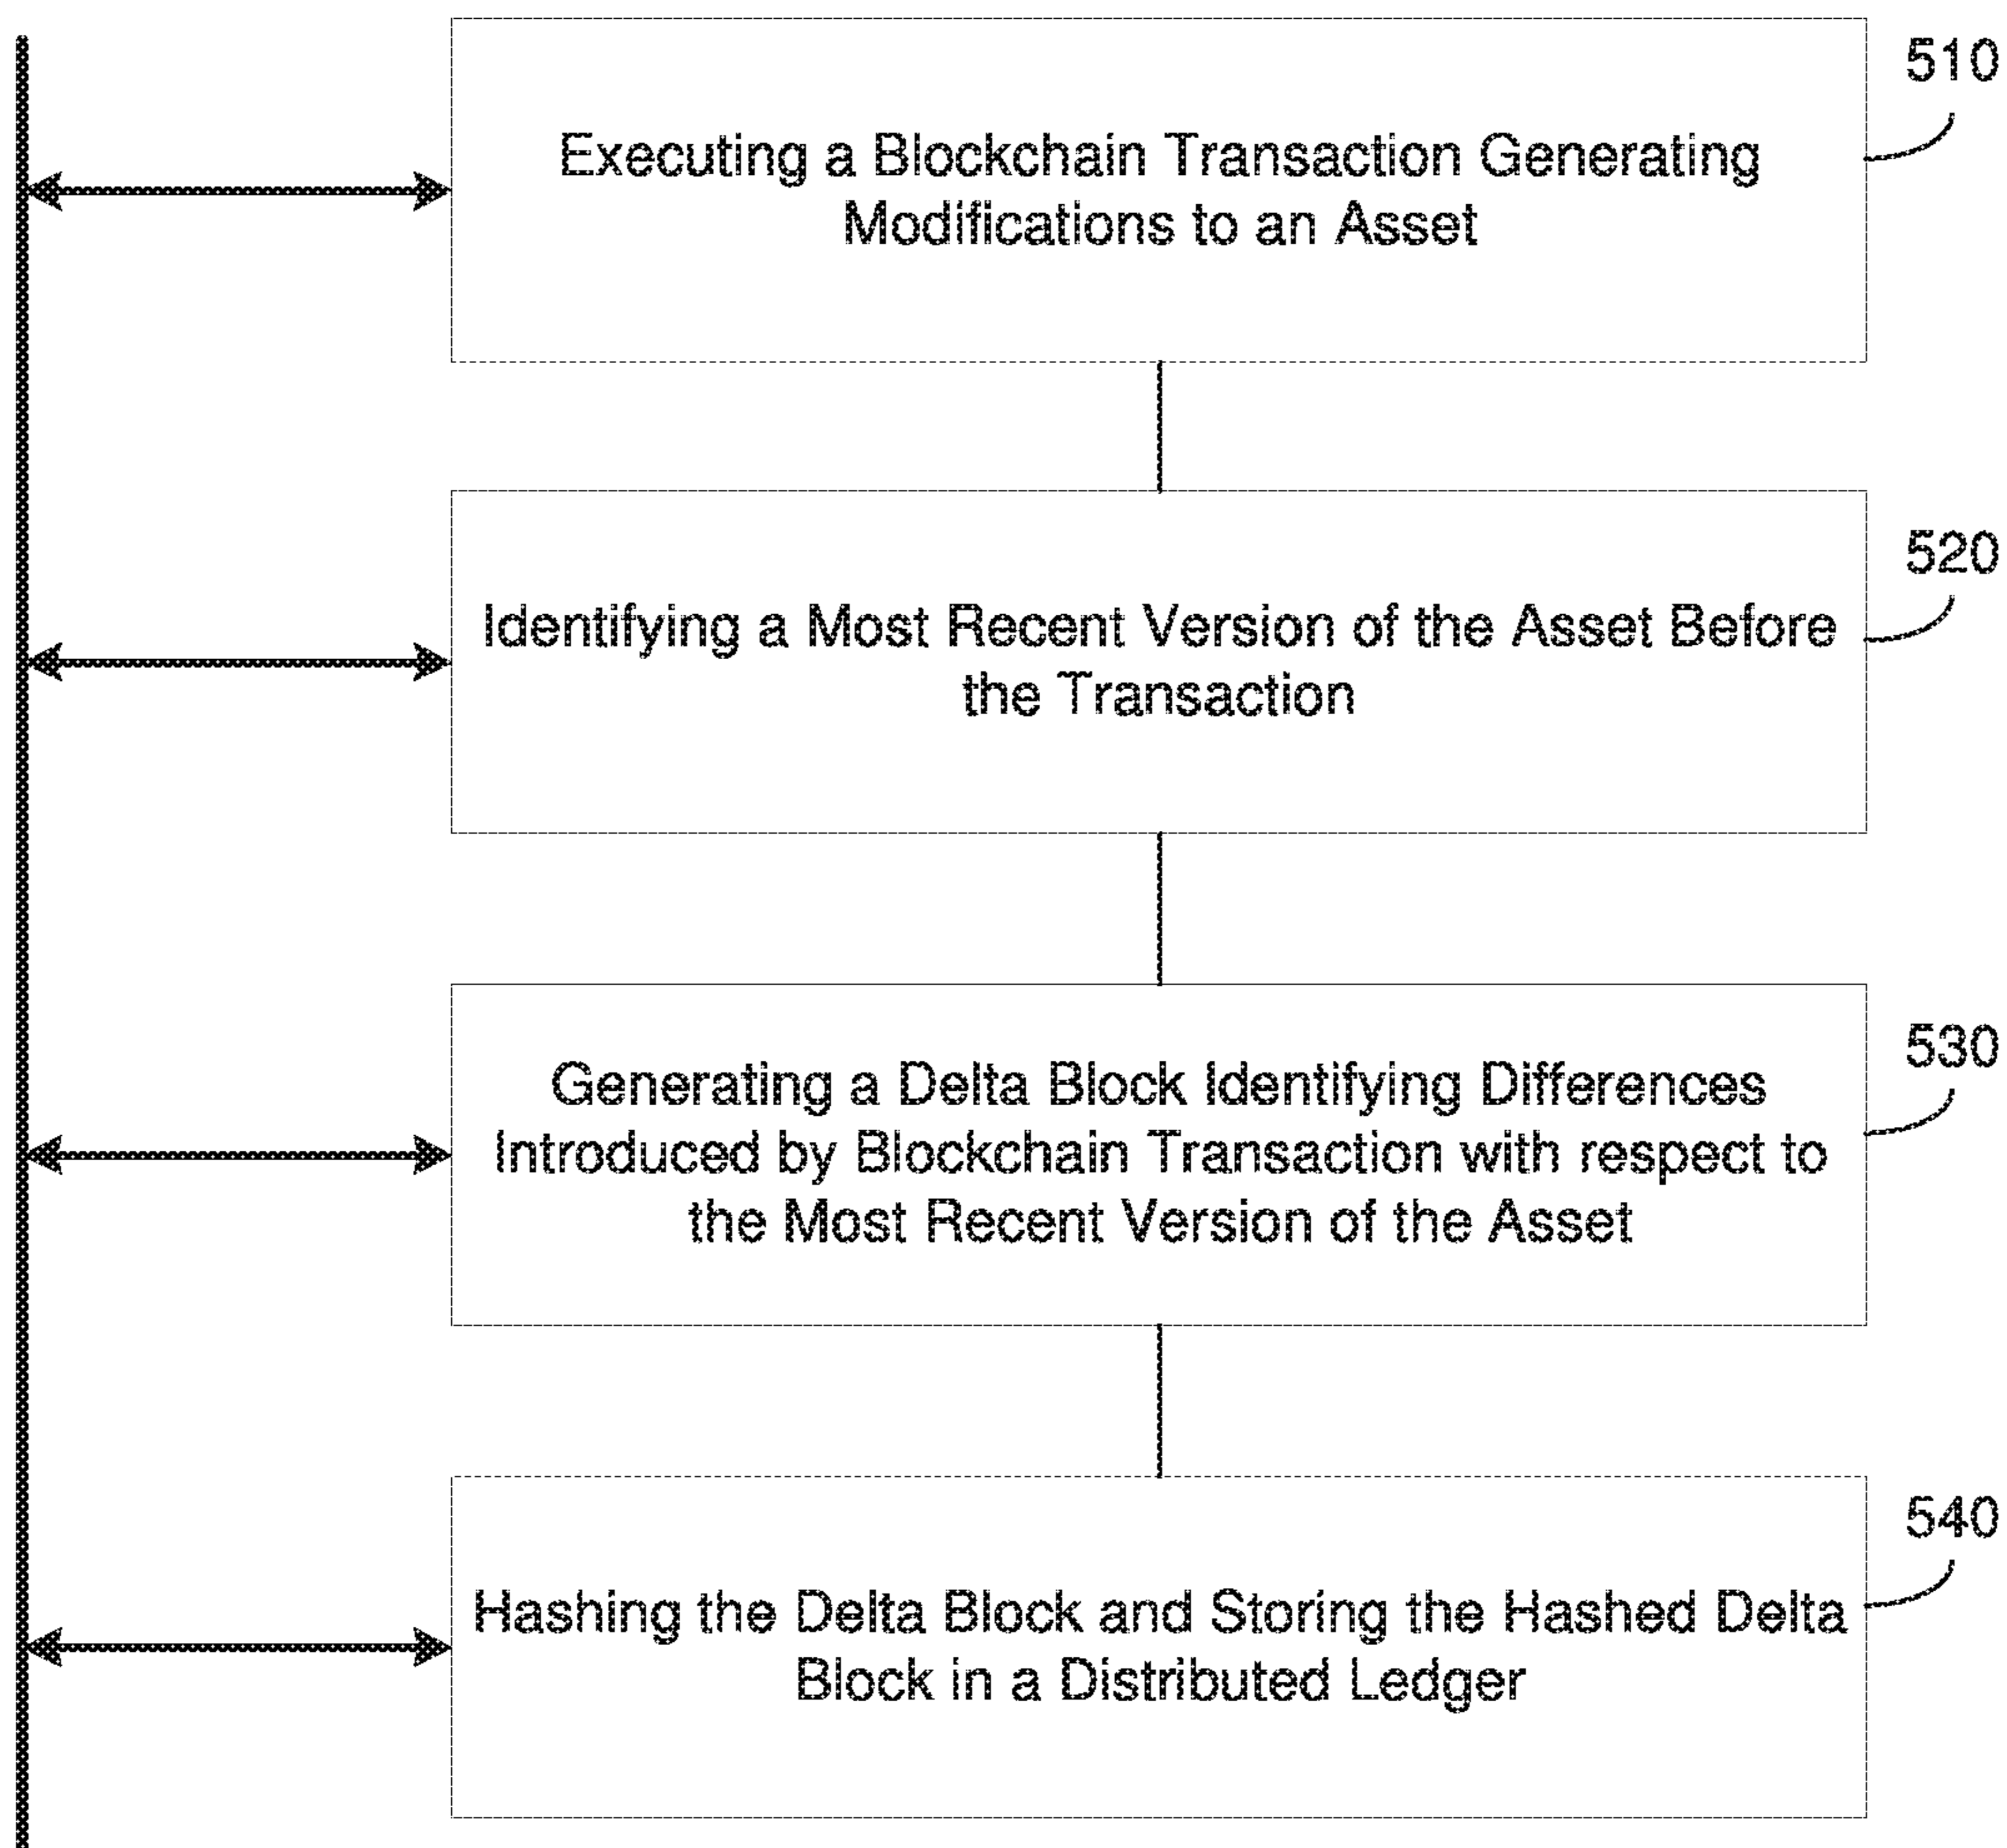 510
Executing a Blockchain Transaction Generating
Modifications to an Asset
520
Identifying a Most Recent Version of the Asset Before
the Transaction
530
Generating a Delta Block Identifying Differences
Introduced by Blockchain Transaction with respect to
the Most Recent Version of the Asset
540
Hashing the Delta Block and Storing the Hashed Delta
Block in a Distributed Ledger